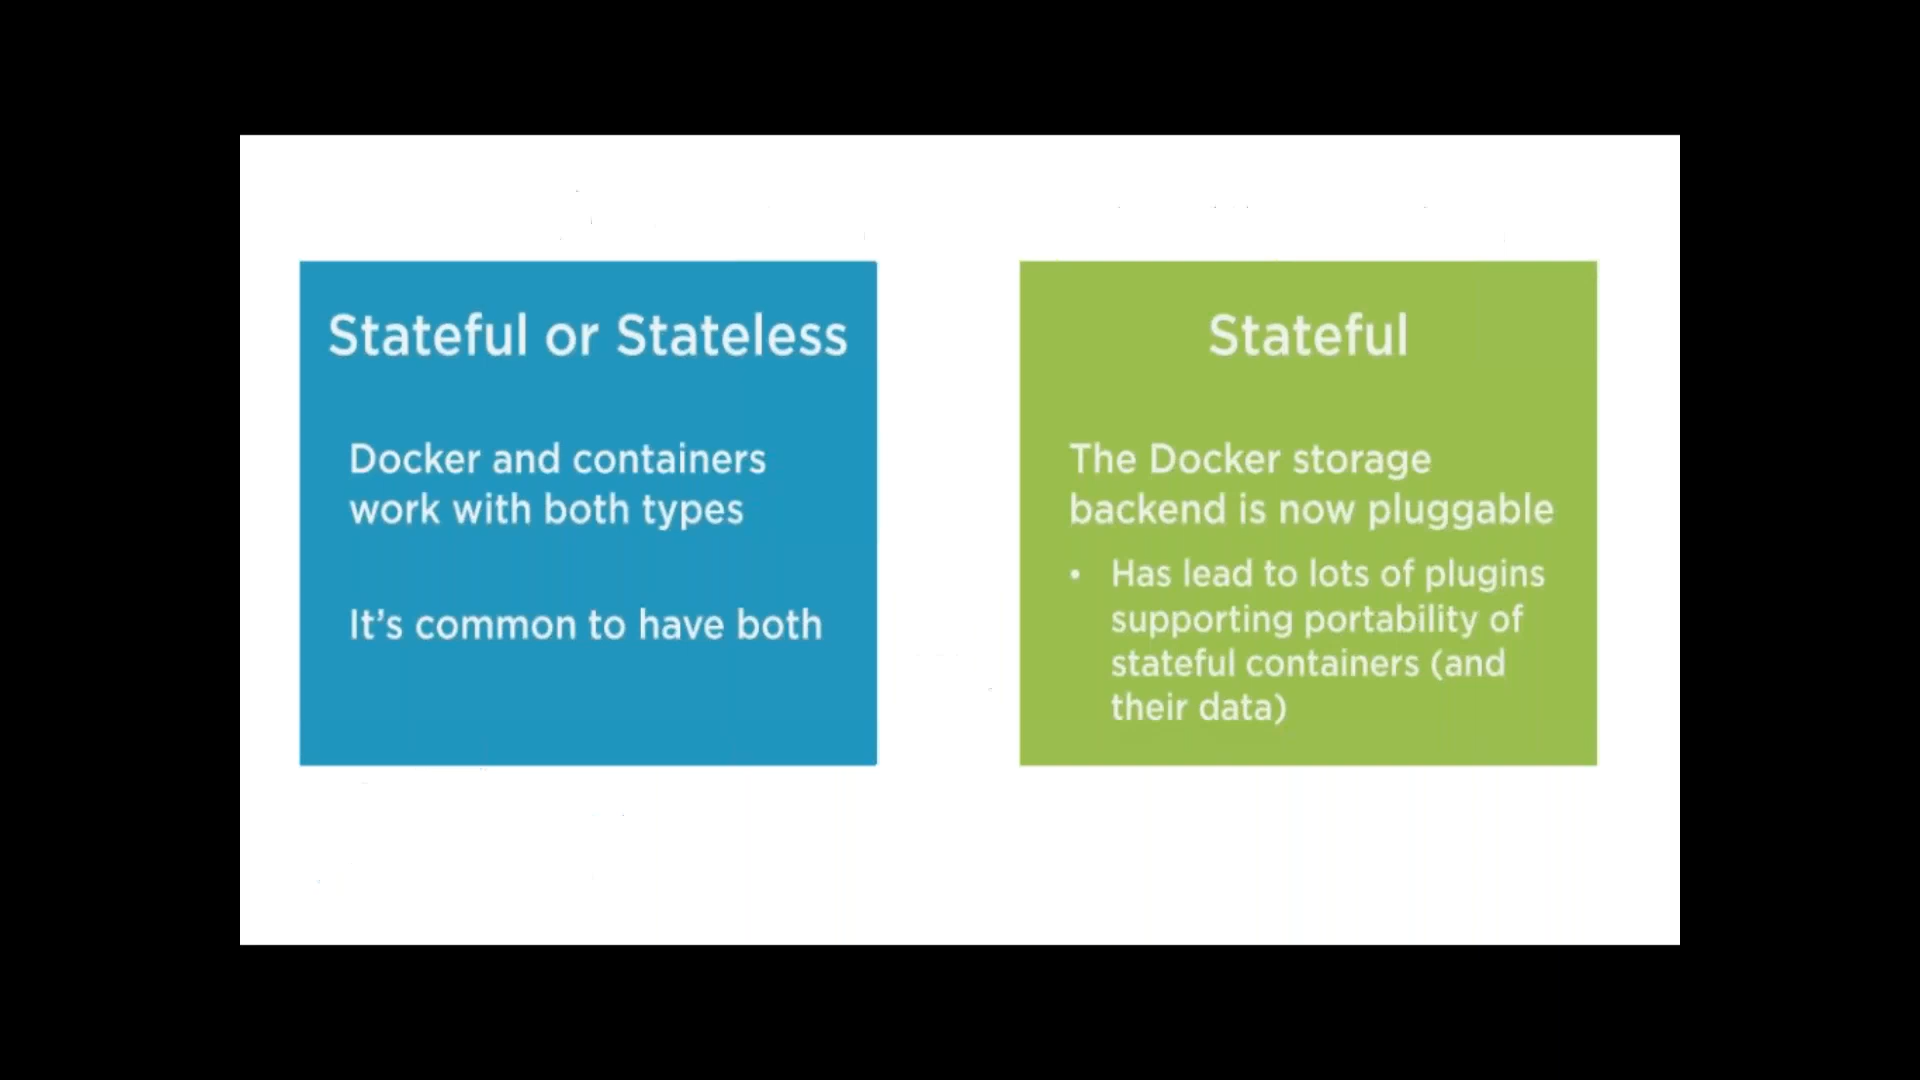 Stateful or Stateless
Docker and containers
work with both types
It's common to have both
Stateful
The Docker storage
backend is now pluggable
• Has lead to lots of plugins
supporting portability of
stateful containers (and
their data)